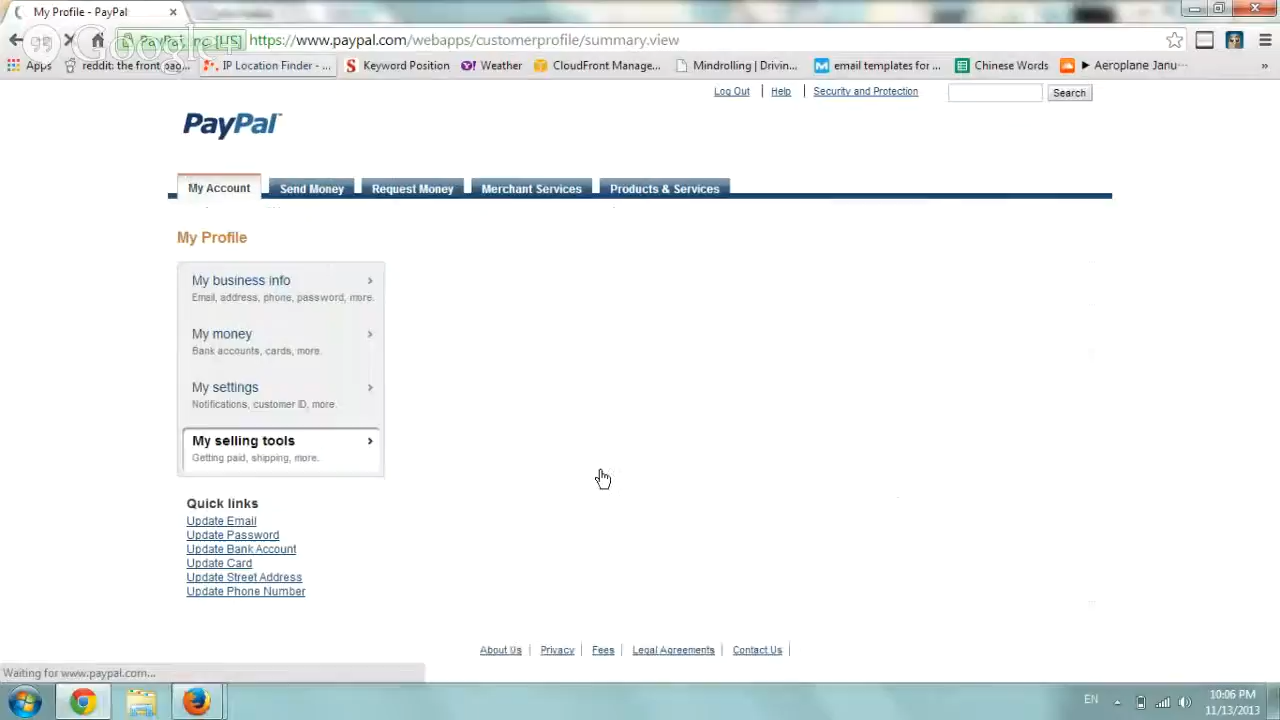 My Profile - PayPal
PayPal, Inc. [US] https://www.paypal.com/webapps/customerprofile/summary.view
Google+
Apps reddit: the front pag... IP Location Finder - ... Keyword Position Weather CloudFront Manage... Mindrolling | Drivin... email templates for ... Chinese Words ► Aeroplane Janu... »
Log Out Help Security and Protection Search
PayPal™
My Account Send Money Request Money Merchant Services Products & Services
My Profile
My business info
Email, address, phone, password, more.
My money
Bank accounts, cards, more.
My settings
Notifications, customer ID, more.
My selling tools
Getting paid, shipping, more.
Quick links
Update Email
Update Password
Update Bank Account
Update Card
Update Street Address
Update Phone Number
About Us Privacy Fees Legal Agreements Contact Us
Waiting for www.paypal.com...
EN 10:06 PM
11/13/2013